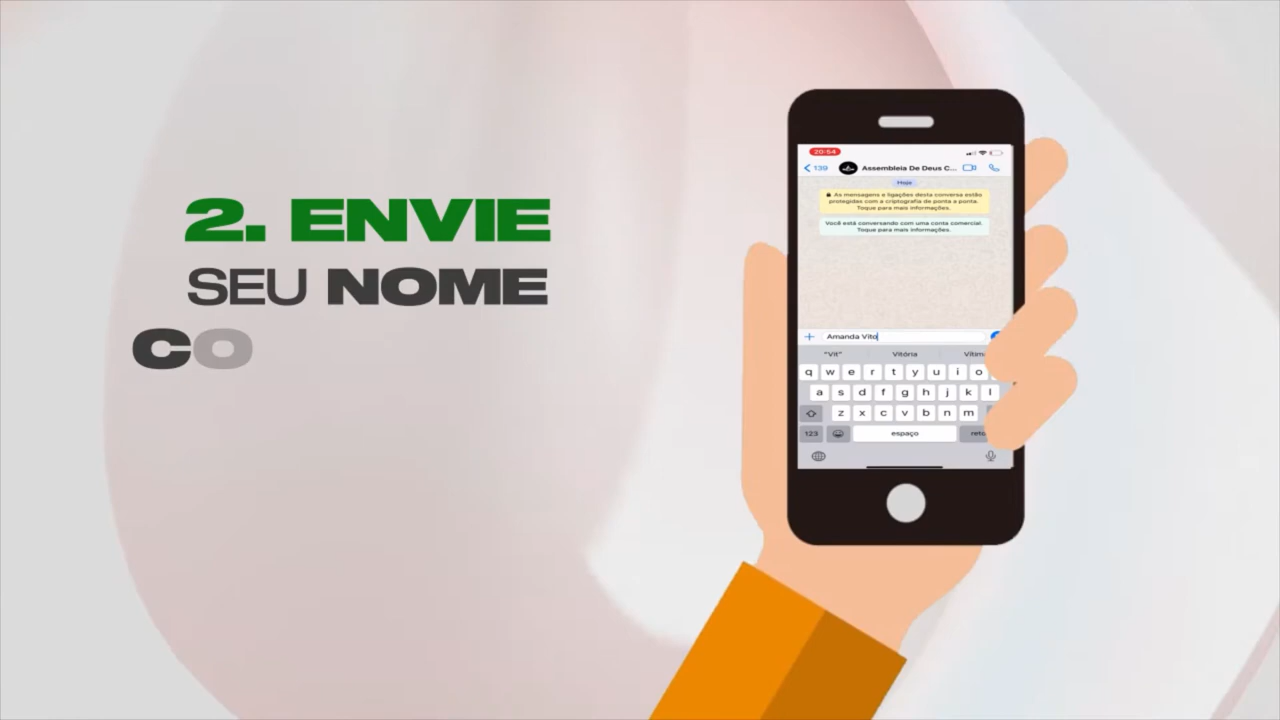 2. ENVIE
SEU NOME
CO
20:54
139
Assembleia De Deus C...
Hoje
As mensagens e ligações desta conversa estão
protegidas com a criptografia de ponta a ponta.
Toque para mais informações.
Você está conversando com uma conta comercial.
Toque para mais informações.
Amanda Vito
"Vit" Vitória
q w e r t y u i o
a s d f g h j k l
z x c v b n m
123 espaço